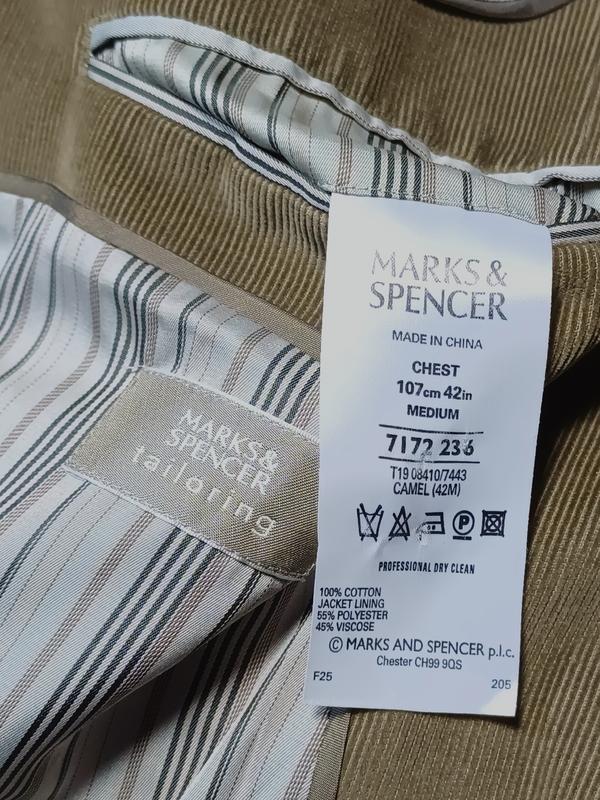 MARKS &
SPENCER
MADE IN CHINA
CHEST
107cm 42in
MEDIUM
7172 236
T19 08410/7443
CAMEL (42M)
P
PROFESSIONAL DRY CLEAN
100% COTTON
JACKET LINING
55% POLYESTER
45% VISCOSE
© MARKS AND SPENCER p.l.c.
Chester CH99 9QS
F25
205
MARKS &
SPENCER
tailoring